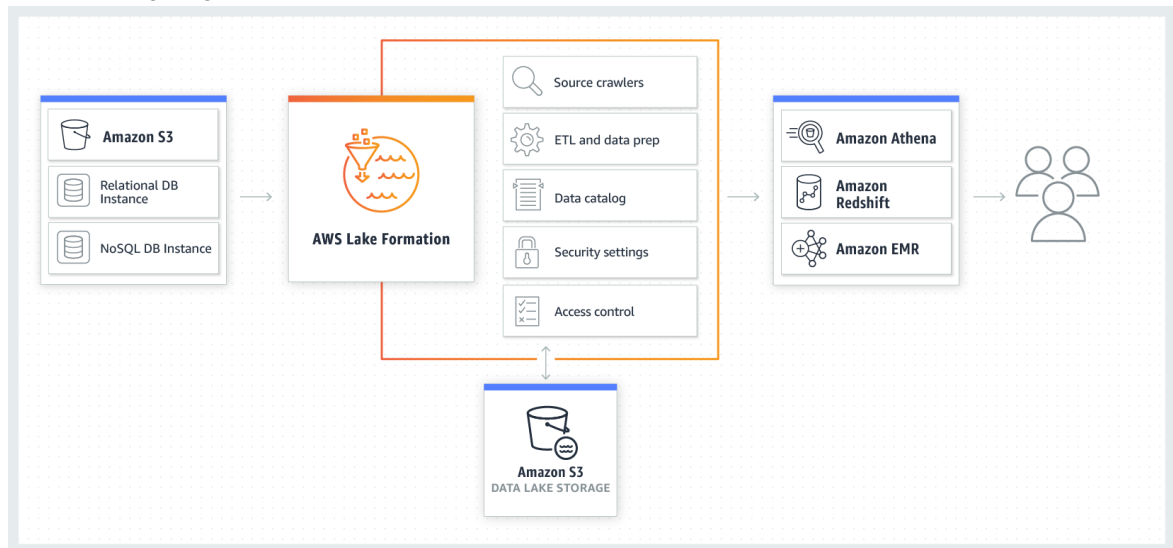 Amazon S3
Relational DB
Instance
NoSQL DB Instance
AWS Lake Formation
Source crawlers
ETL and data prep
Data catalog
Security settings
Access control
Amazon S3
DATA LAKE STORAGE
Amazon Athena
Amazon
Redshift
Amazon EMR